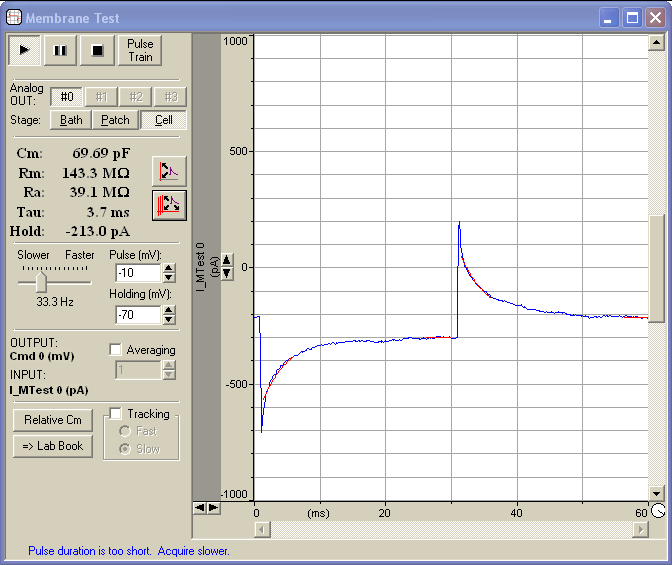 Membrane Test
Pulse
Train
Analog
OUT:
#0 #1 #2 #3
Stage: Bath Patch Cell
Cm: 69.69 pF
Rm: 143.3 MΩ
Ra: 39.1 MΩ
Tau: 3.7 ms
Hold: -213.0 pA
Slower Faster
33.3 Hz
Pulse (mV):
-10
Holding (mV):
-70
OUTPUT:
Cmd 0 (mV)
INPUT:
I_MTest 0 (pA)
Averaging
1
Relative Cm
=> Lab Book
Tracking
Fast
Slow
I_MTest 0
(pA)
1000
500
0
-500
-1000
0 (ms) 20 40 60
Pulse duration is too short. Acquire slower.